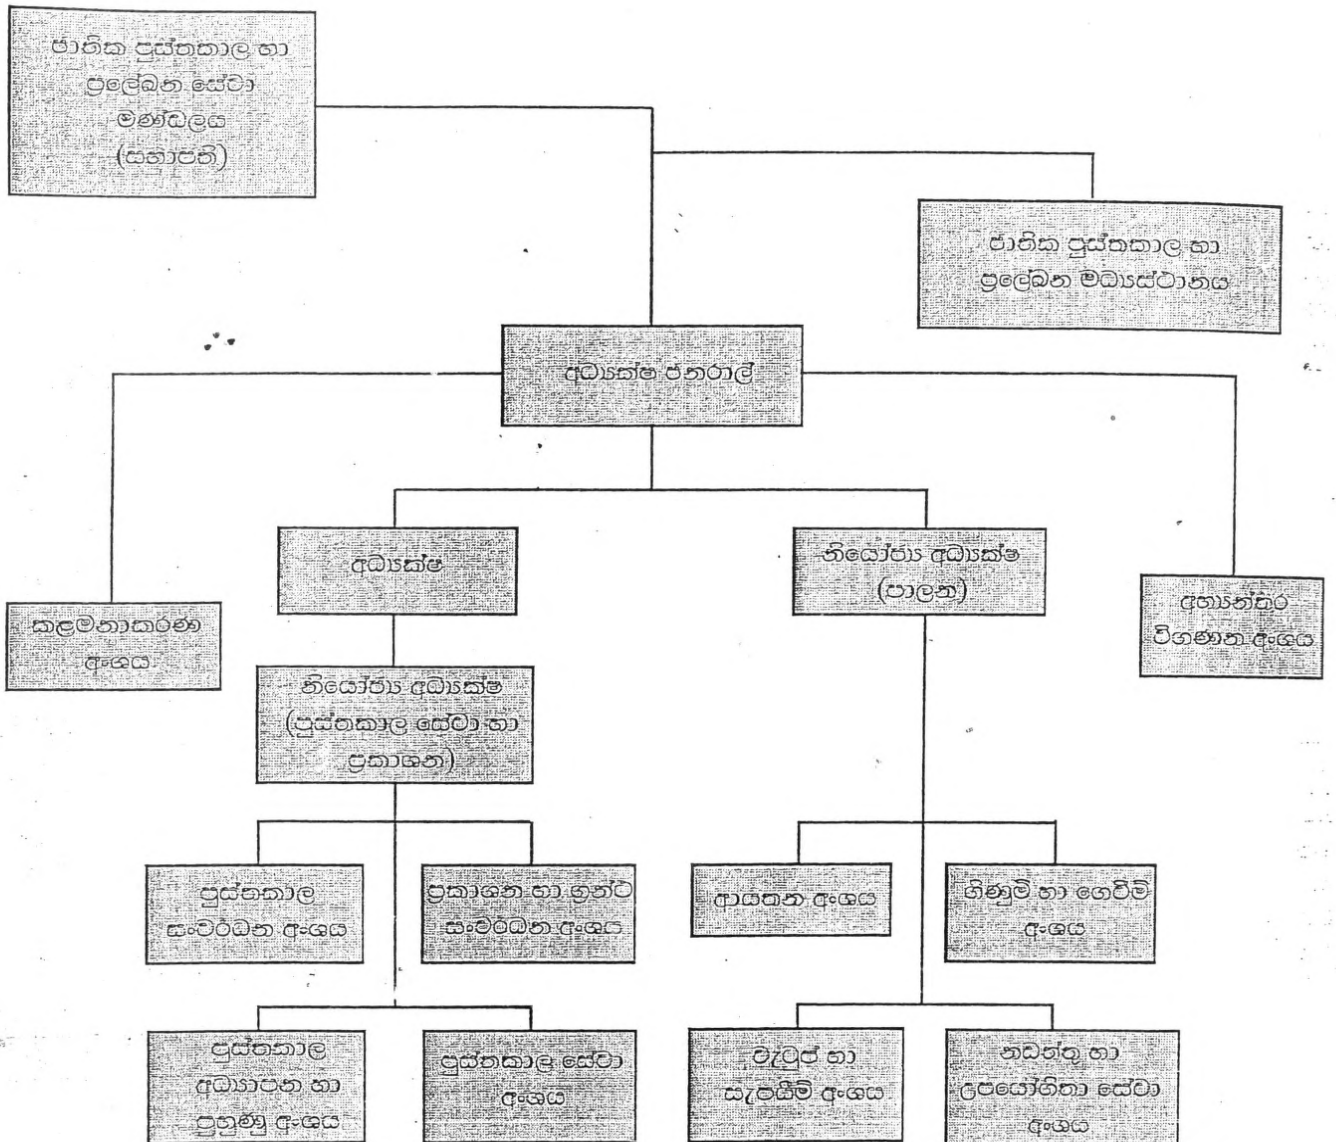 ජාතික පුස්තකාල හා
ප්‍රලේඛන සේවා
මණ්ඩලය
(සභාපති)
ජාතික පුස්තකාල හා
ප්‍රලේඛන මධ්‍යස්ථානය
අධ්‍යක්ෂ ජනරාල්
අධ්‍යක්ෂ
නියෝජ්‍ය අධ්‍යක්ෂ
(පාලන)
කළමනාකරණ
අංශය
අභ්‍යන්තර
විගණන අංශය
නියෝජ්‍ය අධ්‍යක්ෂ
(පුස්තකාල සේවා හා
ප්‍රකාශන)
පුස්තකාල
සංවර්ධන අංශය
ප්‍රකාශන හා ග්‍රන්ථ
සංවර්ධන අංශය
ආයතන අංශය
ගිණුම් හා ගෙවීම්
අංශය
පුස්තකාල
අධ්‍යාපන හා
පුහුණු අංශය
පුස්තකාල සේවා
අංශය
වැටුප් හා
සැපයීම් අංශය
නඩත්තු හා
උපයෝගිතා සේවා
අංශය